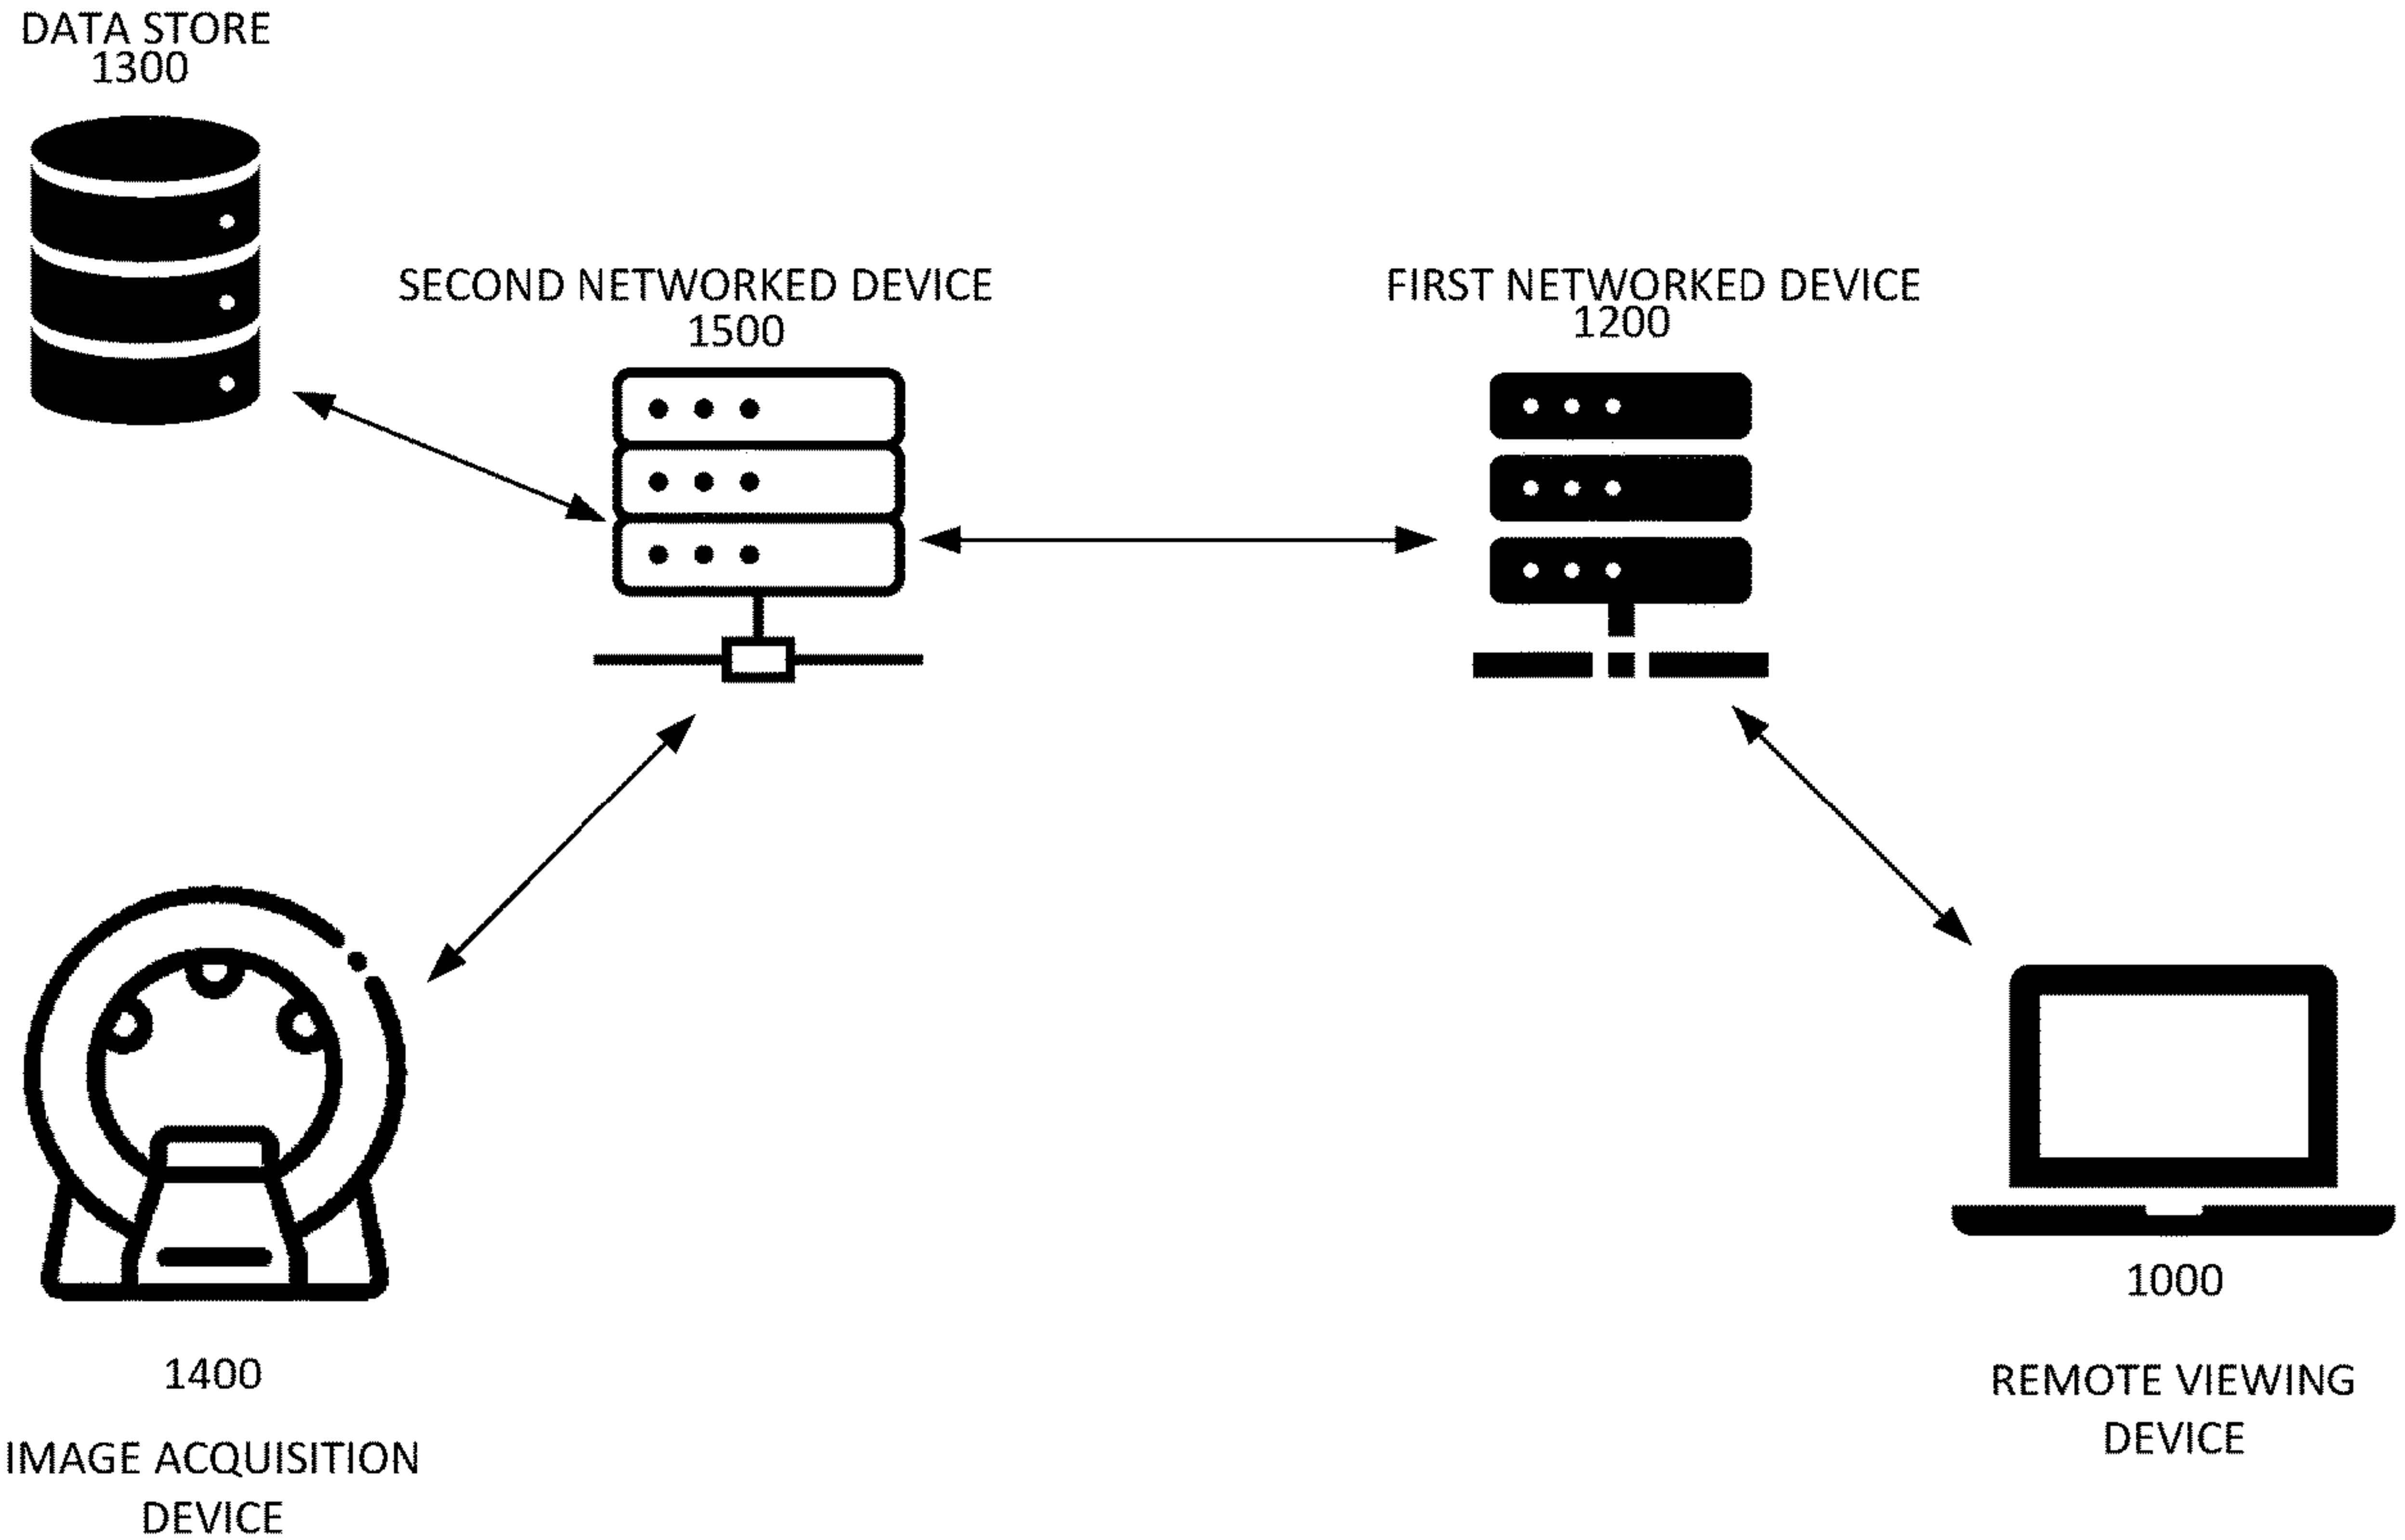 DATA STORE
1300
SECOND NETWORKED DEVICE
1500
FIRST NETWORKED DEVICE
1200
1400
IMAGE ACQUISITION
DEVICE
1000
REMOTE VIEWING
DEVICE